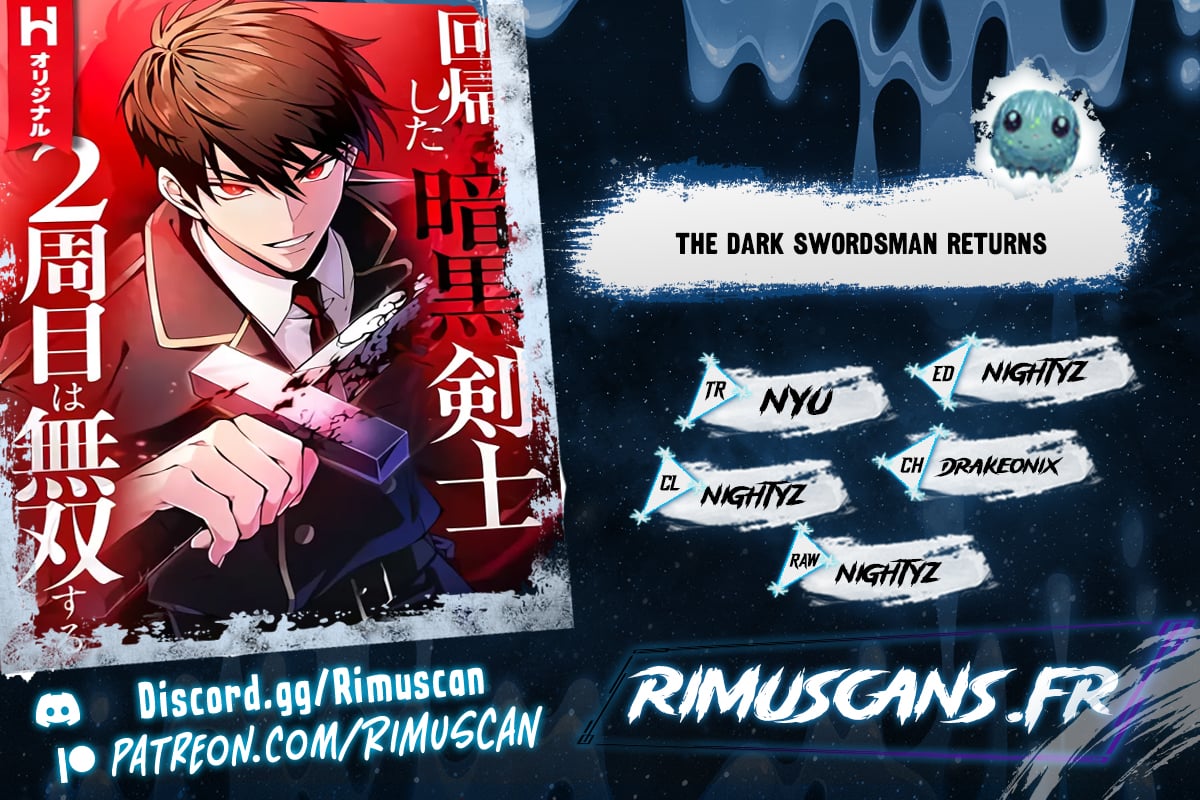 H オリジナル
回帰
した
暗黒
剣士
2周目は無双する
THE DARK SWORDSMAN RETURNS
TR NYU
ED NIGHTYZ
CL NIGHTYZ
CH DRAKEONIX
RAW NIGHTYZ
Discord.gg/Rimuscan
PATREON.COM/RIMUSCAN
RIMUSCANS.FR